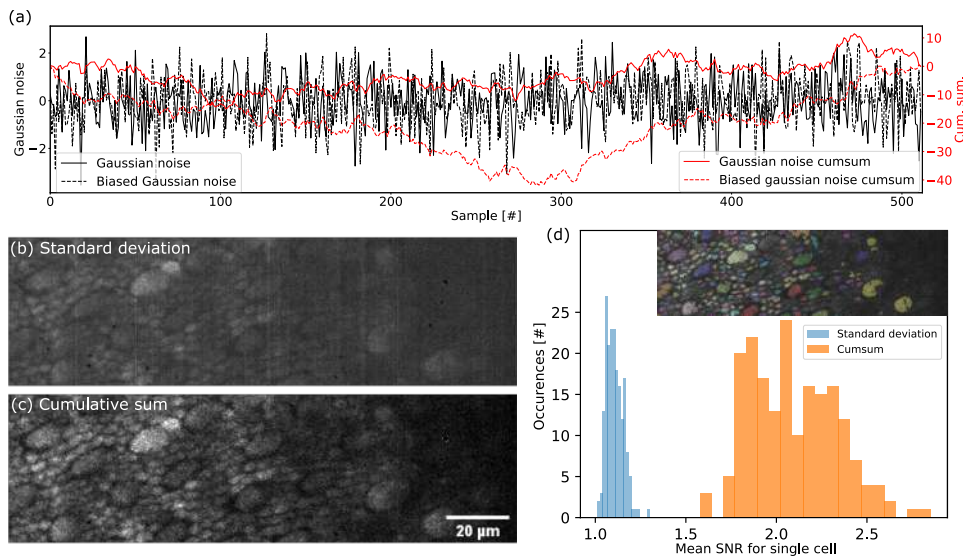 (a)
2
0
−2
Gaussian noise
10
0
−10
−20
−30
−40
Cum. sum.
Gaussian noise
Biased Gaussian noise
Gaussian noise cumsum
Biased gaussian noise cumsum
0
100
200
300
400
500
Sample [#]
(b) Standard deviation
(c) Cumulative sum
20 µm
(d)
Standard deviation
Cumsum
25
20
15
10
5
0
Occurences [#]
1.0
1.5
2.0
2.5
Mean SNR for single cell